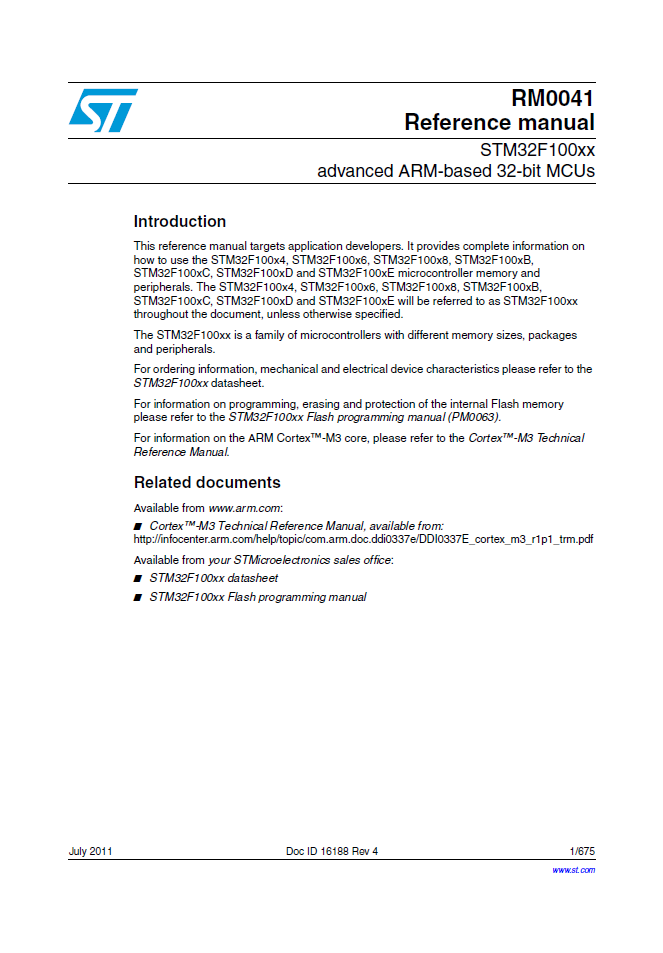 ST
RM0041
Reference manual
STM32F100xx
advanced ARM-based 32-bit MCUs
Introduction
This reference manual targets application developers. It provides complete information on
how to use the STM32F100x4, STM32F100x6, STM32F100x8, STM32F100xB,
STM32F100xC, STM32F100xD and STM32F100xE microcontroller memory and
peripherals. The STM32F100x4, STM32F100x6, STM32F100x8, STM32F100xB,
STM32F100xC, STM32F100xD and STM32F100xE will be referred to as STM32F100xx
throughout the document, unless otherwise specified.
The STM32F100xx is a family of microcontrollers with different memory sizes, packages
and peripherals.
For ordering information, mechanical and electrical device characteristics please refer to the
STM32F100xx datasheet.
For information on programming, erasing and protection of the internal Flash memory
please refer to the STM32F100xx Flash programming manual (PM0063).
For information on the ARM Cortex™-M3 core, please refer to the Cortex™-M3 Technical
Reference Manual.
Related documents
Available from www.arm.com:
■ Cortex™-M3 Technical Reference Manual, available from:
http://infocenter.arm.com/help/topic/com.arm.doc.ddi0337e/DDI0337E_cortex_m3_r1p1_trm.pdf
Available from your STMicroelectronics sales office:
■ STM32F100xx datasheet
■ STM32F100xx Flash programming manual
July 2011 Doc ID 16188 Rev 4 1/675
www.st.com